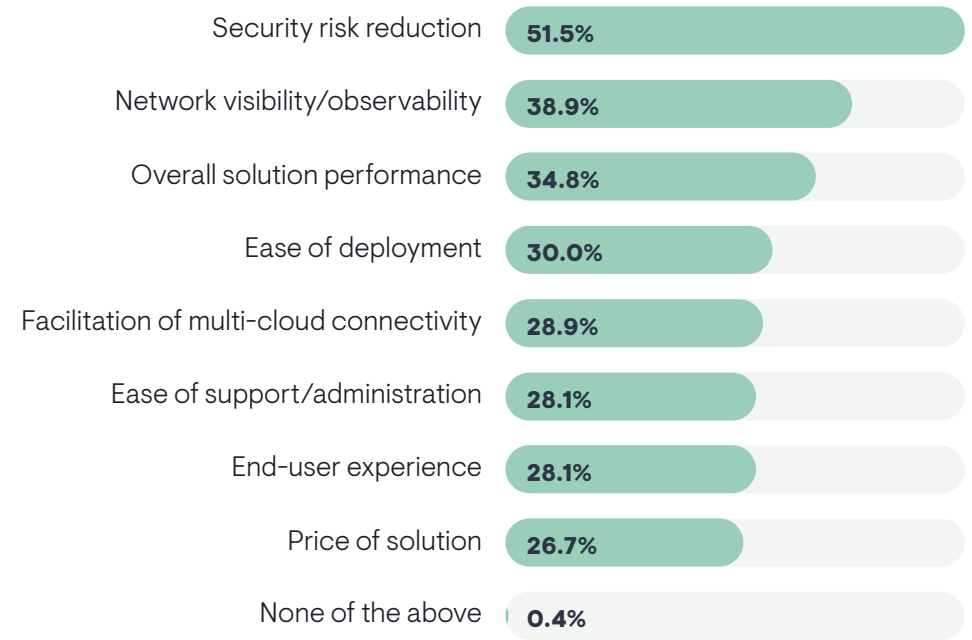 Security risk reduction 51.5%
Network visibility/observability 38.9%
Overall solution performance 34.8%
Ease of deployment 30.0%
Facilitation of multi-cloud connectivity 28.9%
Ease of support/administration 28.1%
End-user experience 28.1%
Price of solution 26.7%
None of the above 0.4%